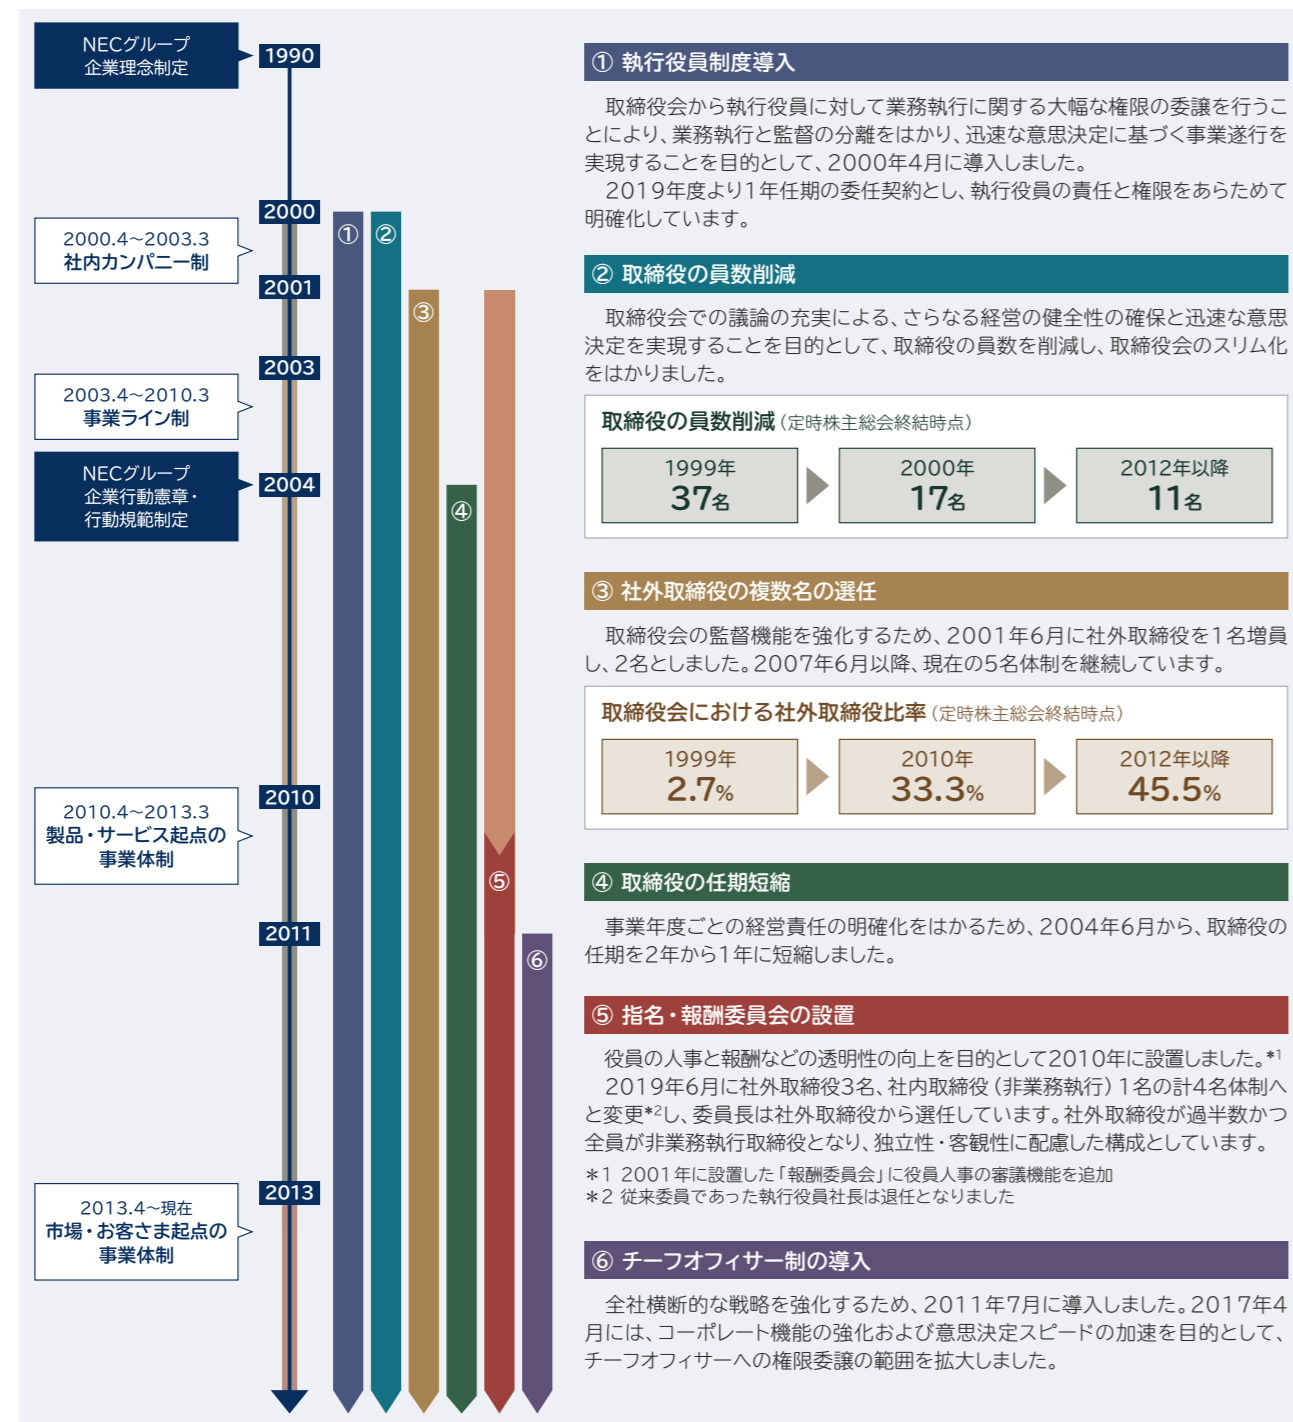 NECグループ
企業理念制定
1990
2000
2000.4～2003.3
社内カンパニー制
2001
2003
2003.4～2010.3
事業ライン制
NECグループ
企業行動憲章・
行動規範制定
2004
2010
2010.4～2013.3
製品・サービス起点の
事業体制
2011
2013
2013.4～現在
市場・お客さま起点の
事業体制
①
②
③
④
⑤
⑥
① 執行役員制度導入
取締役会から執行役員に対して業務執行に関する大幅な権限の委譲を行うこ
とにより、業務執行と監督の分離をはかり、迅速な意思決定に基づく事業遂行を
実現することを目的として、2000年4月に導入しました。
2019年度より1年任期の委任契約とし、執行役員の責任と権限をあらためて
明確化しています。
② 取締役の員数削減
取締役会での議論の充実による、さらなる経営の健全性の確保と迅速な意思
決定を実現することを目的として、取締役の員数を削減し、取締役会のスリム化
をはかりました。
取締役の員数削減（定時株主総会終結時点）
1999年
37名
2000年
17名
2012年以降
11名
③ 社外取締役の複数名の選任
取締役会の監督機能を強化するため、2001年6月に社外取締役を1名増員
し、2名としました。2007年6月以降、現在の5名体制を継続しています。
取締役会における社外取締役比率（定時株主総会終結時点）
1999年
2.7%
2010年
33.3%
2012年以降
45.5%
④ 取締役の任期短縮
事業年度ごとの経営責任の明確化をはかるため、2004年6月から、取締役の
任期を2年から1年に短縮しました。
⑤ 指名・報酬委員会の設置
役員の人事と報酬などの透明性の向上を目的として2010年に設置しました。*1
2019年6月に社外取締役3名、社内取締役（非業務執行）1名の計4名体制へ
と変更*2し、委員長は社外取締役から選任しています。社外取締役が過半数かつ
全員が非業務執行取締役となり、独立性・客観性に配慮した構成としています。
＊1 2001年に設置した「報酬委員会」に役員人事の審議機能を追加
＊2 従来委員であった執行役員社長は退任となりました
⑥ チーフオフィサー制の導入
全社横断的な戦略を強化するため、2011年7月に導入しました。2017年4
月には、コーポレート機能の強化および意思決定スピードの加速を目的として、
チーフオフィサーへの権限委譲の範囲を拡大しました。